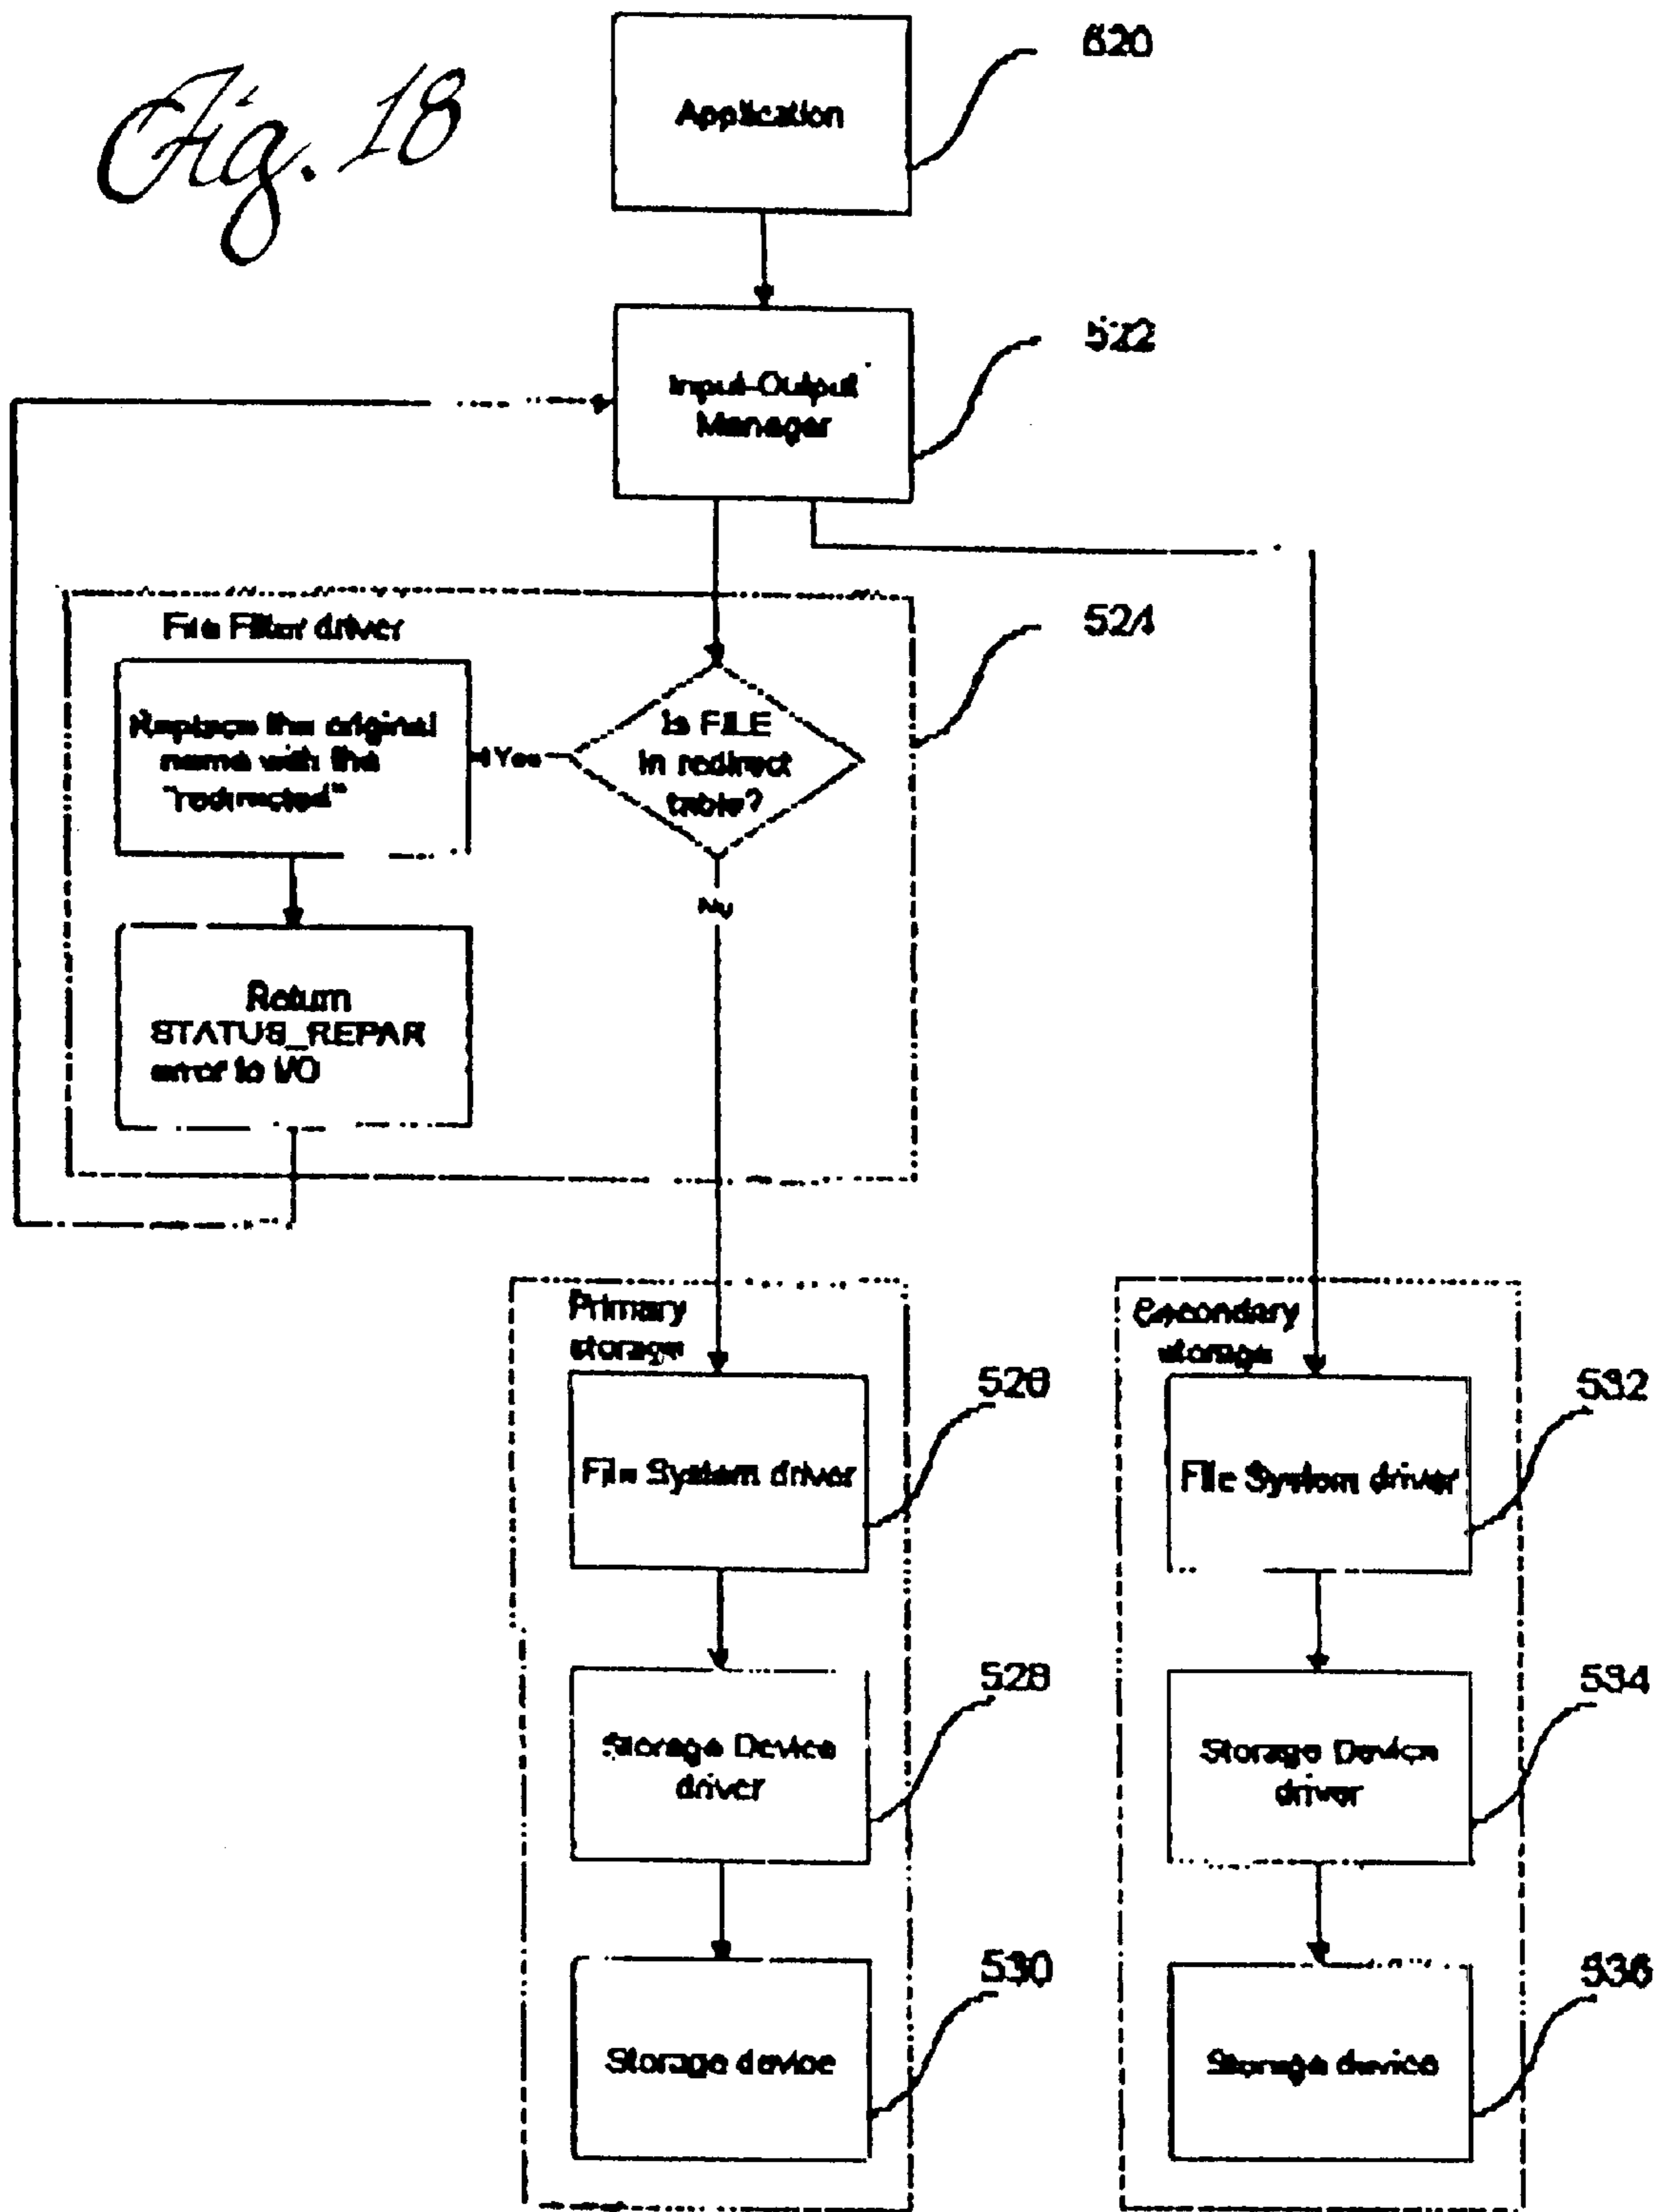 Fig. 18
Application
520
Input-Output
Manager
522
File Filter driver
524
Replace the original
name with the
"redirected"
Yes
Is FILE
in redirect
table?
No
Return
STATUS_REPAR
error to I/O
Primary
storage
Secondary
storage
File System driver
526
File System driver
532
Storage Device
driver
528
Storage Device
driver
534
Storage device
530
Storage device
536